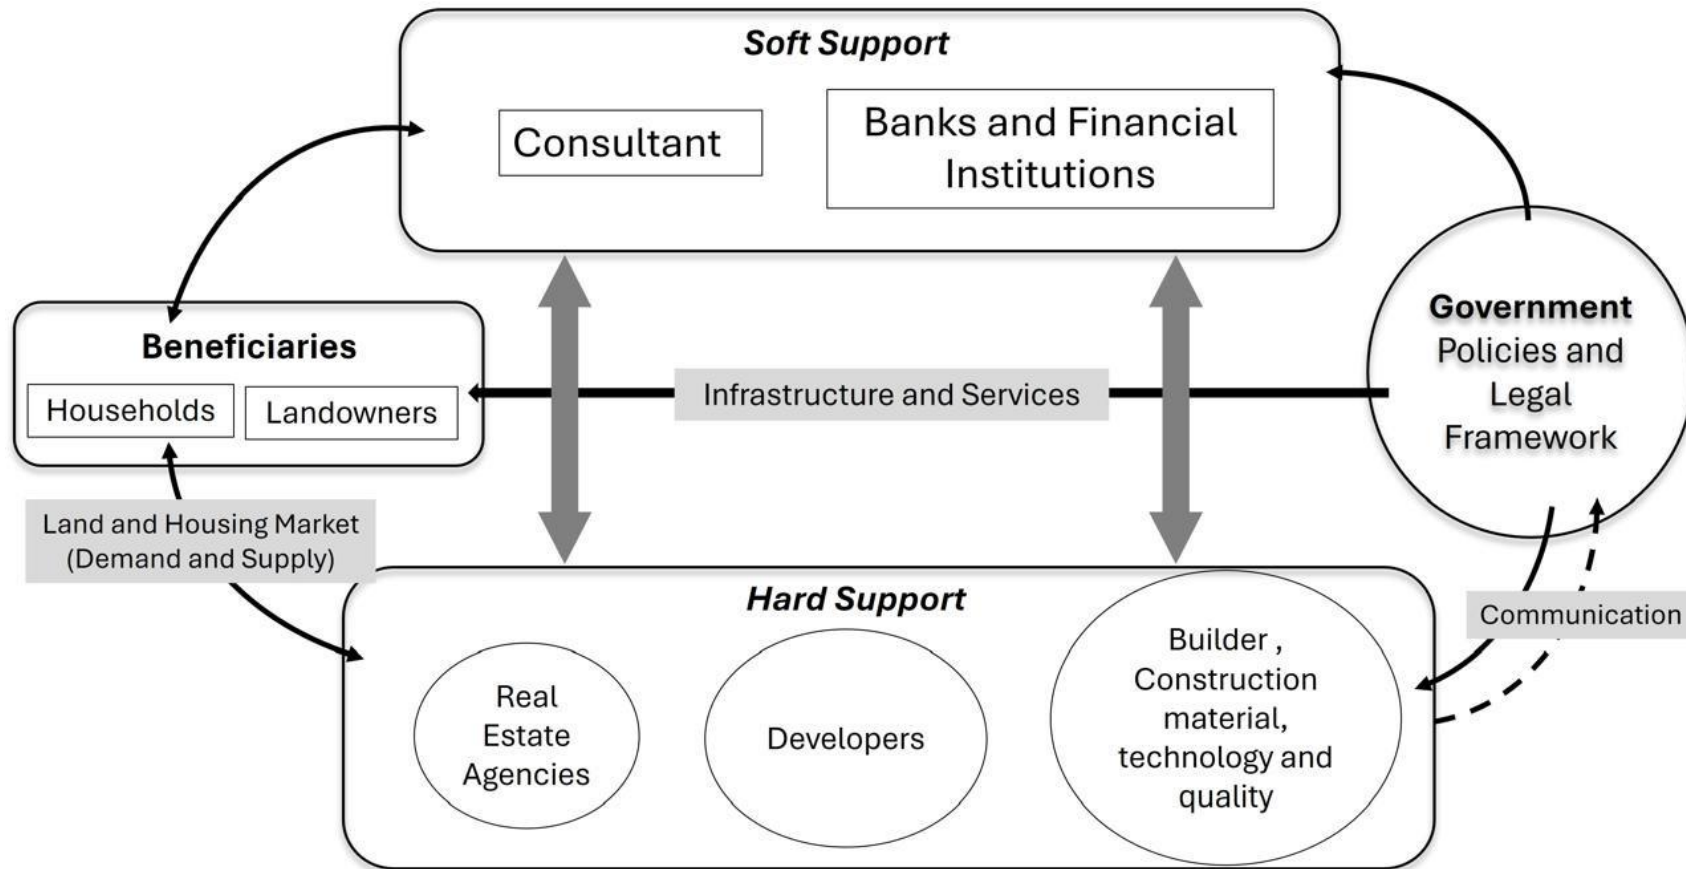 Soft Support
Consultant
Banks and Financial
Institutions
Government
Policies and
Legal
Framework
Beneficiaries
Households
Landowners
Infrastructure and Services
Land and Housing Market
(Demand and Supply)
Communication
Hard Support
Real
Estate
Agencies
Developers
Builder ,
Construction
material,
technology and
quality